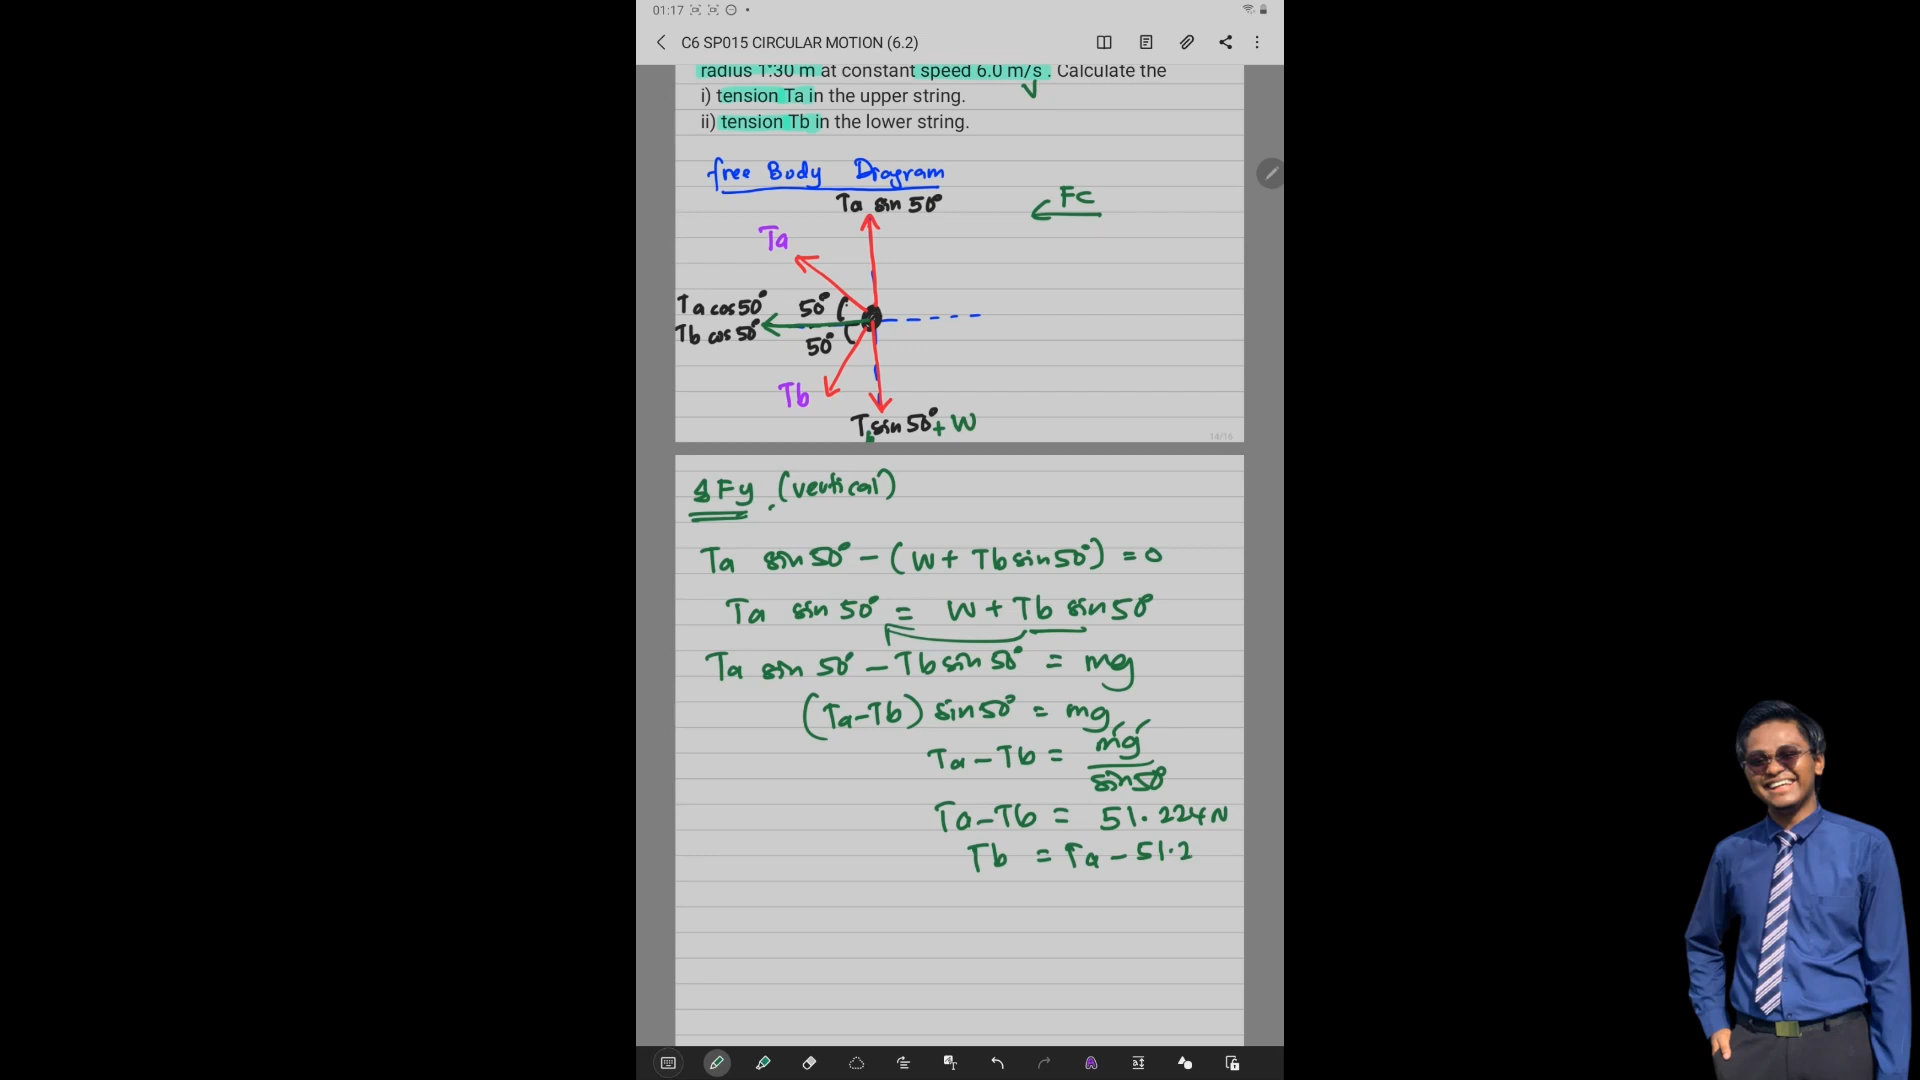 01:17
C6 SP015 CIRCULAR MOTION (6.2)
radius 1.30 m at constant speed 6.0 m/s . Calculate the
i) tension Ta in the upper string.
ii) tension Tb in the lower string.
free Body Diagram
Ta sin 50°
Fc
Ta
Ta cos 50°
50°
Tb cos 50°
50°
Tb
Tb sin 50° + W
14/16
ΣFy (vertical)
Ta sin 50° - (W + Tb sin 50°) = 0
Ta sin 50° = W + Tb sin 50°
Ta sin 50° - Tb sin 50° = mg
(Ta - Tb) sin 50° = mg
Ta - Tb = mg / sin 50°
Ta - Tb = 51.224 N
Tb = Ta - 51.2